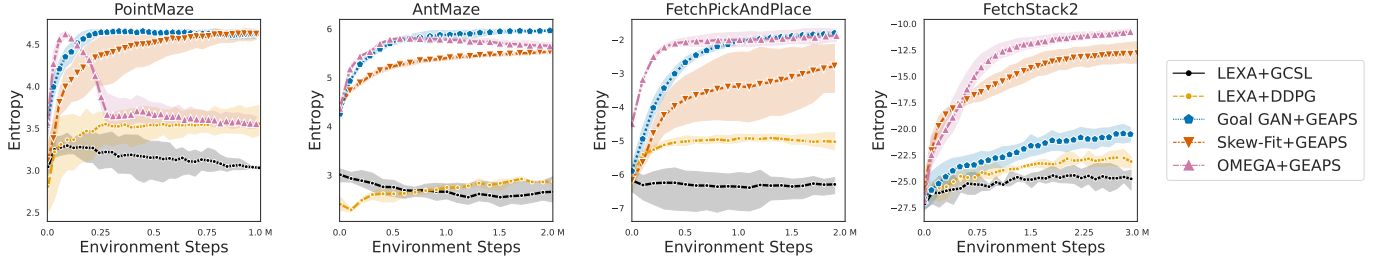 PointMaze
4.5
4.0
3.5
3.0
2.5
Entropy
0.0 0.25 0.5 0.75 1.0 M
Environment Steps
AntMaze
6
5
4
3
Entropy
0.0 0.5 1.0 1.5 2.0 M
Environment Steps
FetchPickAndPlace
−2
−3
−4
−5
−6
−7
Entropy
0.0 0.5 1.0 1.5 2.0 M
Environment Steps
FetchStack2
−10.0
−12.5
−15.0
−17.5
−20.0
−22.5
−25.0
−27.5
Entropy
0.0 0.75 1.5 2.25 3.0 M
Environment Steps
LEXA+GCSL
LEXA+DDPG
Goal GAN+GEAPS
Skew-Fit+GEAPS
OMEGA+GEAPS